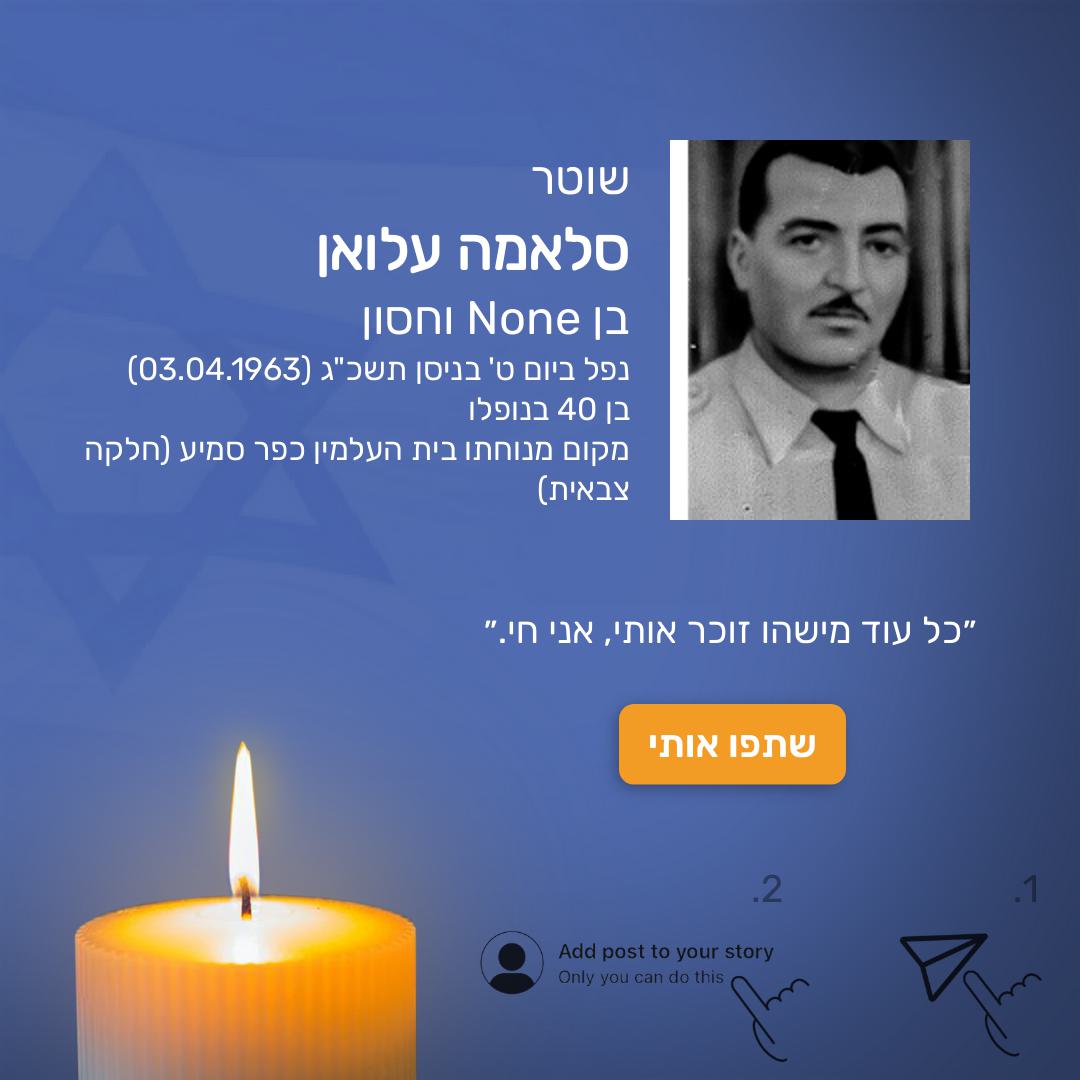 שוטר
סלאמה עלואן
בן None וחסון
נפל ביום ט' בניסן תשכ"ג (03.04.1963)
בן 40 בנופלו
מקום מנוחתו בית העלמין כפר סמיע (חלקה
צבאית)
״כל עוד מישהו זוכר אותי, אני חי.״
שתפו אותי
.1
.2
Add post to your story
Only you can do this